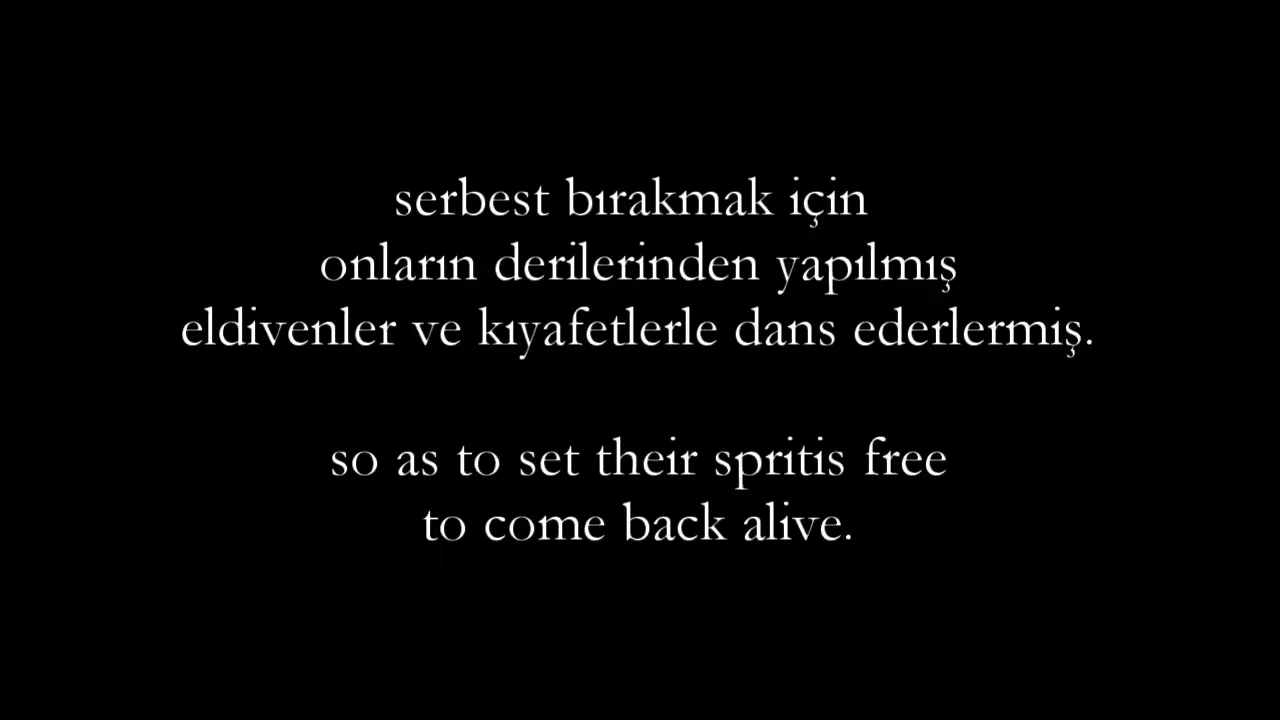 serbest bırakmak için
onların derilerinden yapılmış
eldivenler ve kıyafetlerle dans ederlermiş.
so as to set their spritis free
to come back alive.